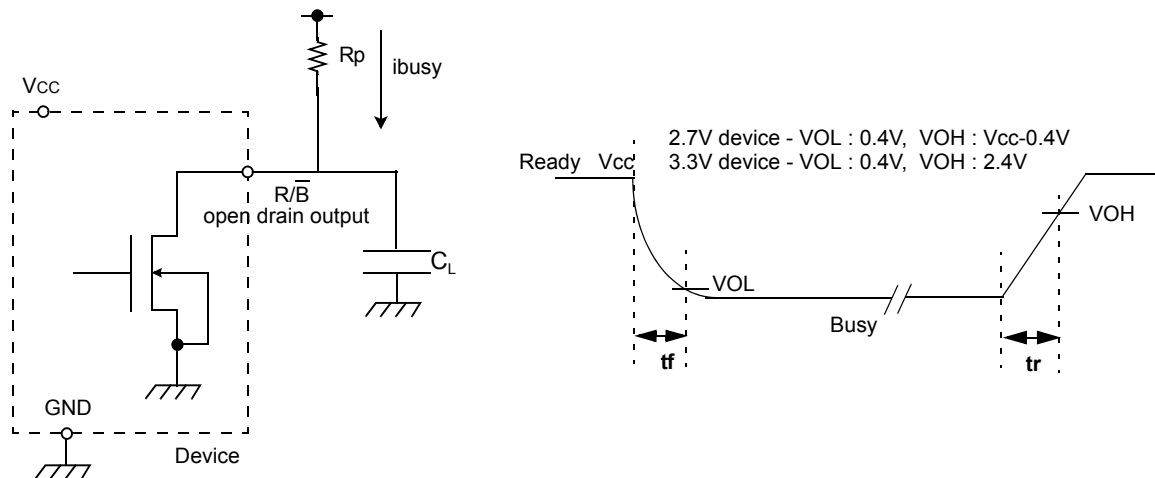 Rp
ibusy
VCC
R/B̅
open drain output
CL
GND
Device
2.7V device - VOL : 0.4V, VOH : Vcc-0.4V
3.3V device - VOL : 0.4V, VOH : 2.4V
Ready Vcc
VOH
VOL
Busy
tf
tr